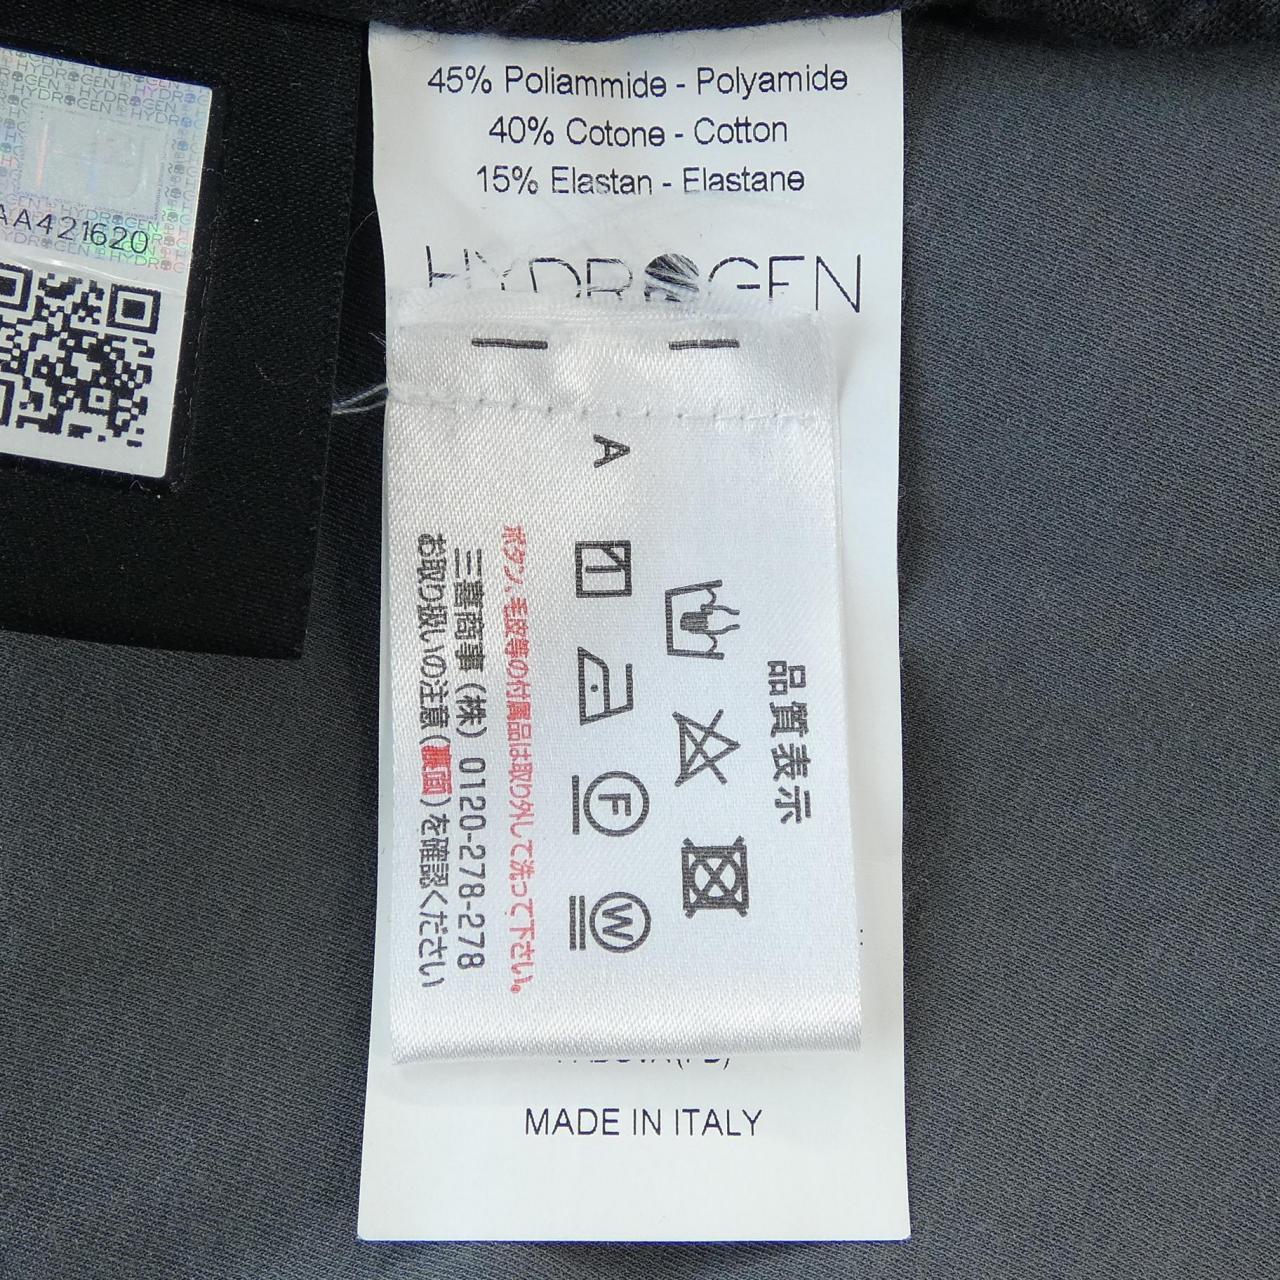 45% Poliammide - Polyamide
40% Cotone - Cotton
15% Elastan - Elastane
HYDROGEN
AA421620
品質表示
A
F
W
ボタン、毛皮等の付属品は取り外して洗って下さい。
三喜商事(株)0120-278-278
お取り扱いの注意(裏面)を確認ください
MADE IN ITALY